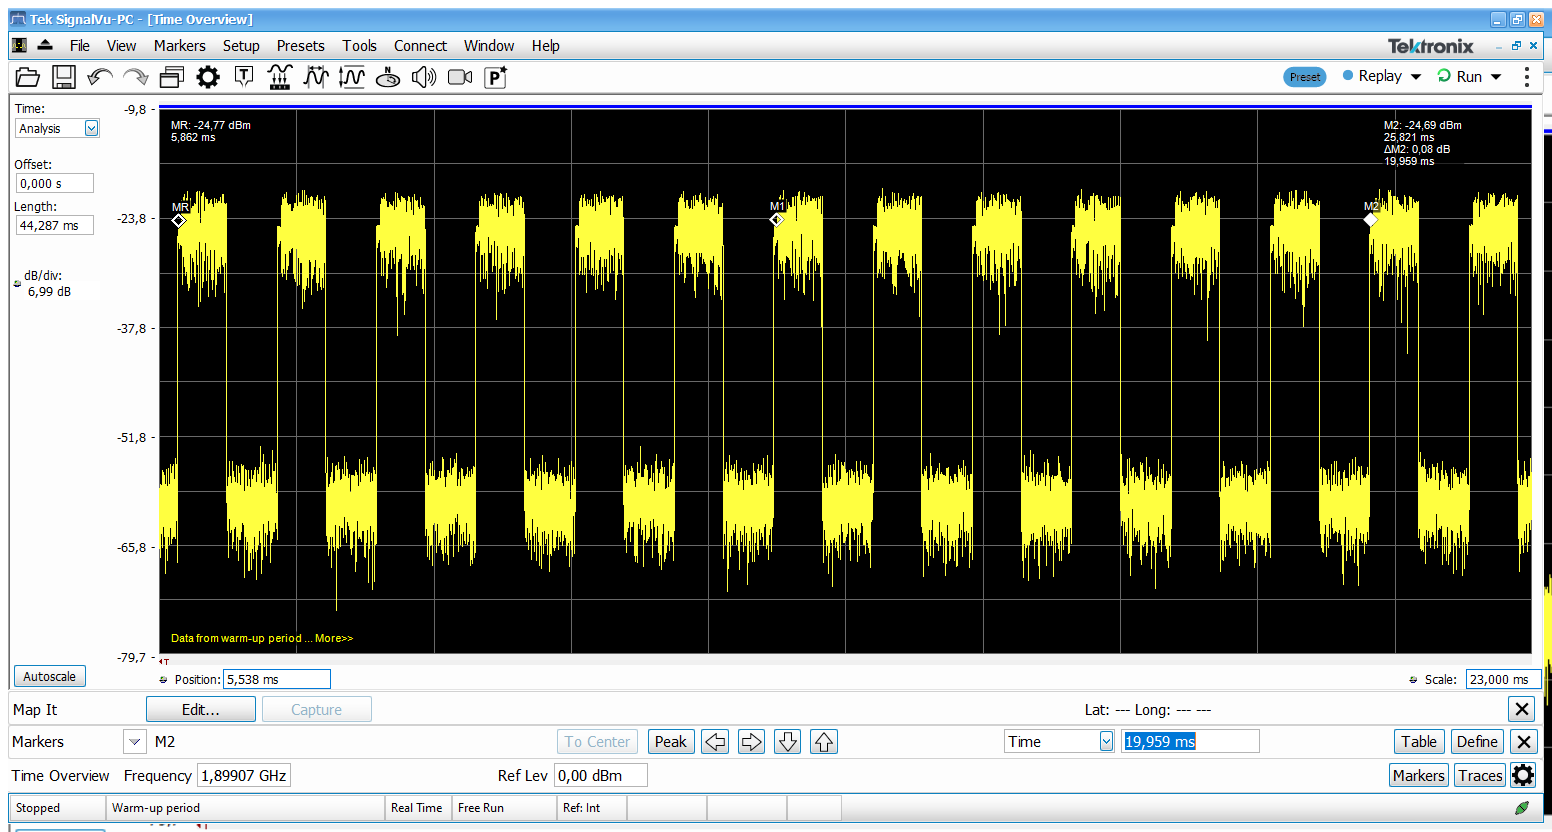 Tek SignalVu-PC - [Time Overview]
File View Markers Setup Presets Tools Connect Window Help
Tektronix
T
N
P
Preset
Replay
Run
Time:
Analysis
Offset:
0,000 s
Length:
44,287 ms
dB/div:
6,99 dB
-9,8
-23,8
-37,8
-51,8
-65,8
-79,7
MR: -24,77 dBm
5,862 ms
M2: -24,69 dBm
25,821 ms
ΔM2: 0,08 dB
19,959 ms
MR
M1
M2
Data from warm-up period ... More>>
T
Autoscale
Position: 5,538 ms
Scale: 23,000 ms
Map It
Edit...
Capture
Lat: --- Long: --- ---
Markers
M2
To Center
Peak
Time
19,959 ms
Table
Define
Time Overview
Frequency 1,89907 GHz
Ref Lev 0,00 dBm
Markers
Traces
Stopped
Warm-up period
Real Time
Free Run
Ref: Int